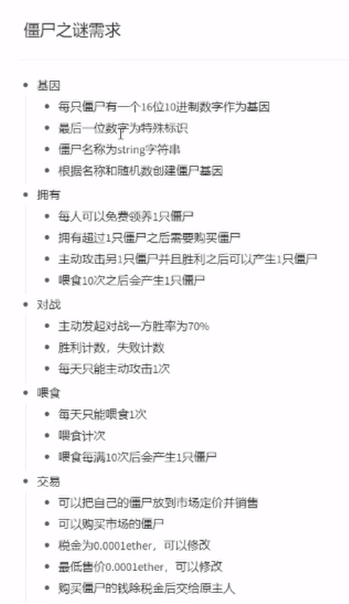 僵尸之谜需求
基因
每只僵尸有一个16位10进制数字作为基因
最后一位数字为特殊标识
僵尸名称为string字符串
根据名称和随机数创建僵尸基因
拥有
每人可以免费领养1只僵尸
拥有超过1只僵尸之后需要购买僵尸
主动攻击另1只僵尸并且胜利之后可以产生1只僵尸
喂食10次之后会产生1只僵尸
对战
主动发起对战一方胜率为70%
胜利计数，失败计数
每天只能主动攻击1次
喂食
每天只能喂食1次
喂食计次
喂食每满10次后会产生1只僵尸
交易
可以把自己的僵尸放到市场定价并销售
可以购买市场的僵尸
税金为0.0001ether，可以修改
最低售价0.0001ether，可以修改
购买僵尸的钱除税金后交给原主人